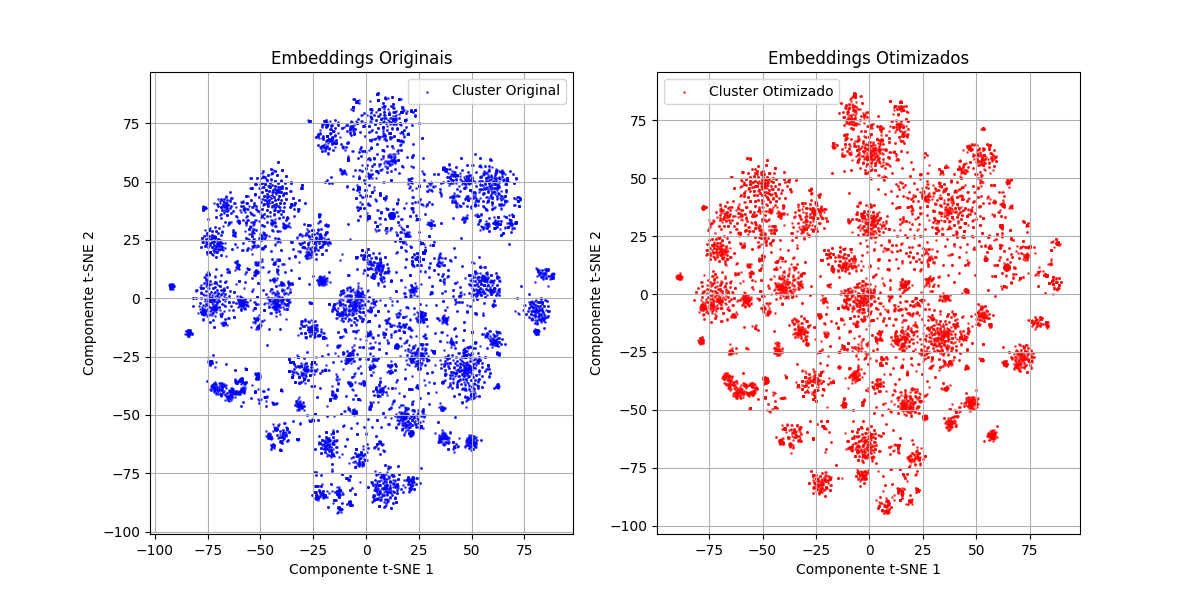 Embeddings Originais
Cluster Original
75
50
25
0
−25
−50
−75
−100
Componente t-SNE 2
−100 −75 −50 −25 0 25 50 75
Componente t-SNE 1
Embeddings Otimizados
Cluster Otimizado
75
50
25
0
−25
−50
−75
−100
Componente t-SNE 2
−75 −50 −25 0 25 50 75
Componente t-SNE 1